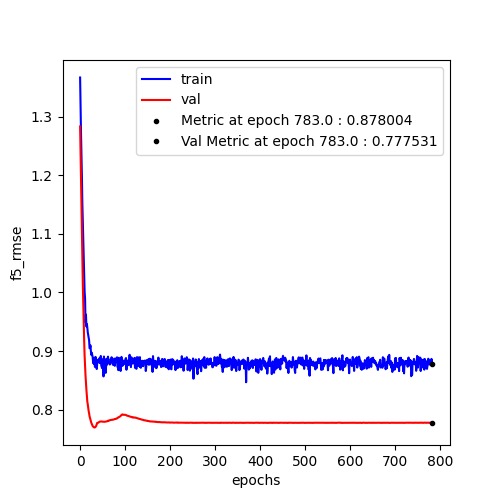 train
val
Metric at epoch 783.0 : 0.878004
Val Metric at epoch 783.0 : 0.777531
1.3
1.2
1.1
1.0
0.9
0.8
f5_rmse
0 100 200 300 400 500 600 700 800
epochs